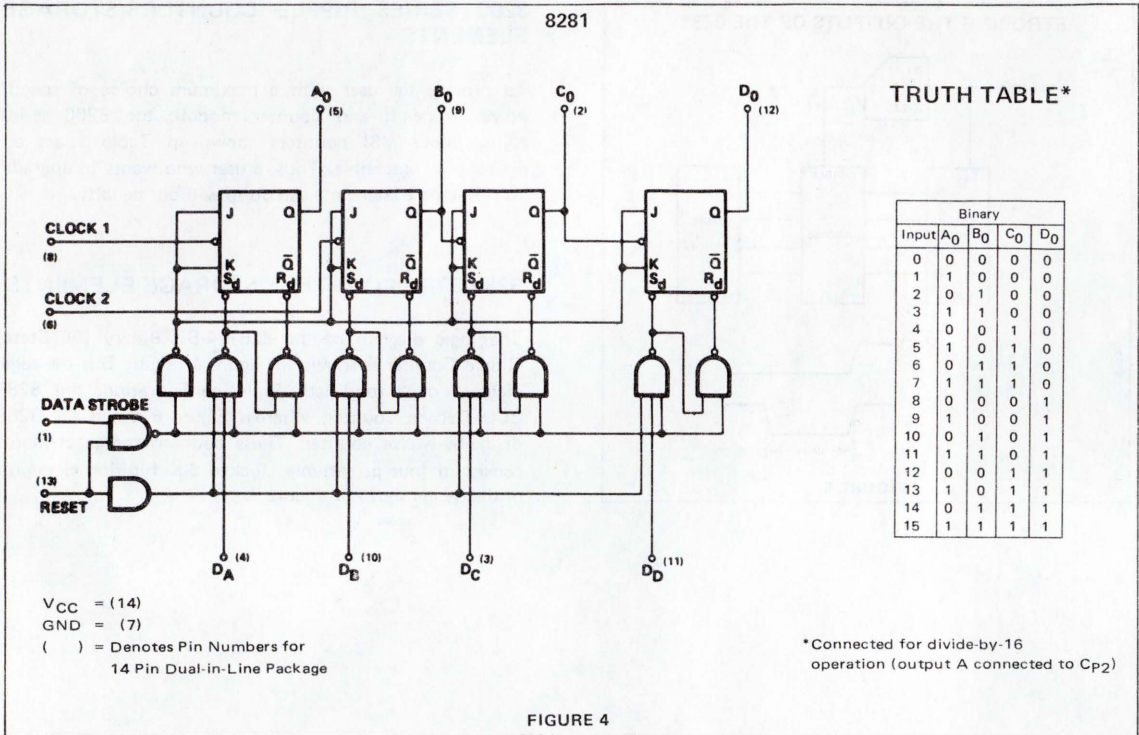 8281
A0 (5)
B0 (9)
C0 (2)
D0 (12)
TRUTH TABLE*
J Q
J Q
J Q
J Q
CLOCK 1
(8)
K Q̄
K Q̄
K Q̄
K Q̄
Sd Rd
Sd Rd
Sd Rd
Sd Rd
CLOCK 2
(6)
DATA STROBE
(1)
(13)
RESET
DA (4)
DB (10)
DC (3)
DD (11)
Binary
Input A0 B0 C0 D0
0 0 0 0 0
1 1 0 0 0
2 0 1 0 0
3 1 1 0 0
4 0 0 1 0
5 1 0 1 0
6 0 1 1 0
7 1 1 1 0
8 0 0 0 1
9 1 0 0 1
10 0 1 0 1
11 1 1 0 1
12 0 0 1 1
13 1 0 1 1
14 0 1 1 1
15 1 1 1 1
VCC = (14)
GND = (7)
( ) = Denotes Pin Numbers for
14 Pin Dual-in-Line Package
*Connected for divide-by-16
operation (output A connected to CP2)
FIGURE 4